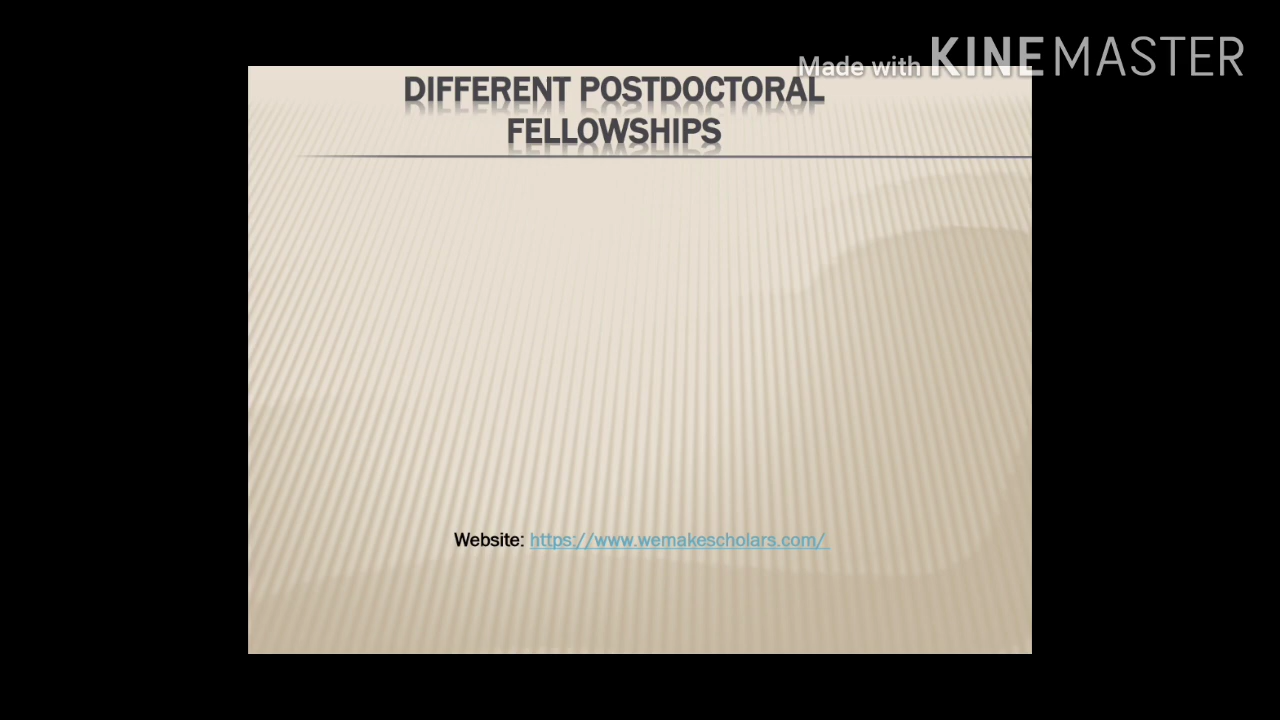 Made with KINEMASTER
DIFFERENT POSTDOCTORAL
FELLOWSHIPS
Website: https://www.wemakescholars.com/